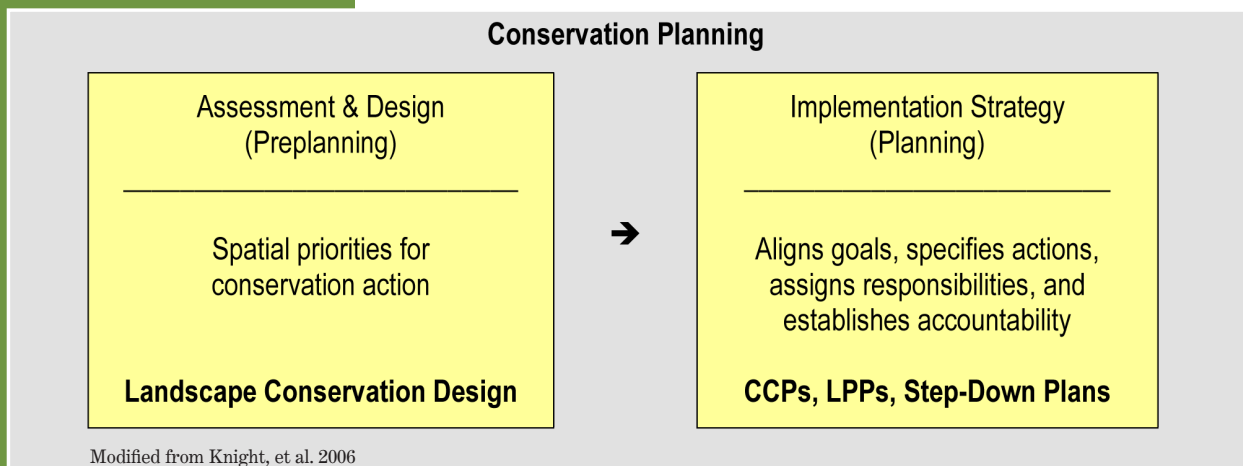 Conservation Planning
Assessment & Design
(Preplanning)
Spatial priorities for
conservation action
Landscape Conservation Design
➔
Implementation Strategy
(Planning)
Aligns goals, specifies actions,
assigns responsibilities, and
establishes accountability
CCPs, LPPs, Step-Down Plans
Modified from Knight, et al. 2006